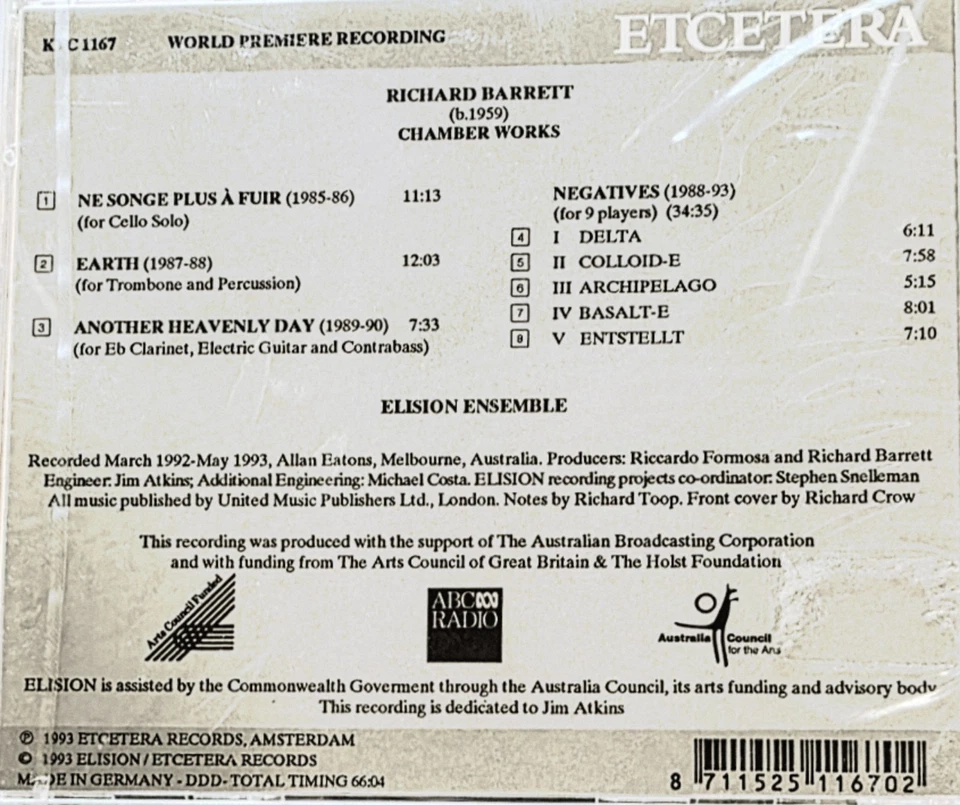 KTC 1167 WORLD PREMIERE RECORDING
ETCETERA
RICHARD BARRETT
(b.1959)
CHAMBER WORKS
1 NE SONGE PLUS À FUIR (1985-86) 11:13
(for Cello Solo)
2 EARTH (1987-88) 12:03
(for Trombone and Percussion)
3 ANOTHER HEAVENLY DAY (1989-90) 7:33
(for Eb Clarinet, Electric Guitar and Contrabass)
NEGATIVES (1988-93)
(for 9 players) (34:35)
4 I DELTA 6:11
5 II COLLOID-E 7:58
6 III ARCHIPELAGO 5:15
7 IV BASALT-E 8:01
8 V ENTSTELLT 7:10
ELISION ENSEMBLE
Recorded March 1992-May 1993, Allan Eatons, Melbourne, Australia. Producers: Riccardo Formosa and Richard Barrett
Engineer: Jim Atkins; Additional Engineering: Michael Costa. ELISION recording projects co-ordinator: Stephen Snelleman
All music published by United Music Publishers Ltd., London. Notes by Richard Toop. Front cover by Richard Crow
This recording was produced with the support of The Australian Broadcasting Corporation
and with funding from The Arts Council of Great Britain & The Holst Foundation
Arts Council Funded
ABC
RADIO
Australia Council
for the Arts
ELISION is assisted by the Commonwealth Goverment through the Australia Council, its arts funding and advisory body
This recording is dedicated to Jim Atkins
℗ 1993 ETCETERA RECORDS, AMSTERDAM
© 1993 ELISION / ETCETERA RECORDS
MADE IN GERMANY - DDD - TOTAL TIMING 66:04
8 711525 116702